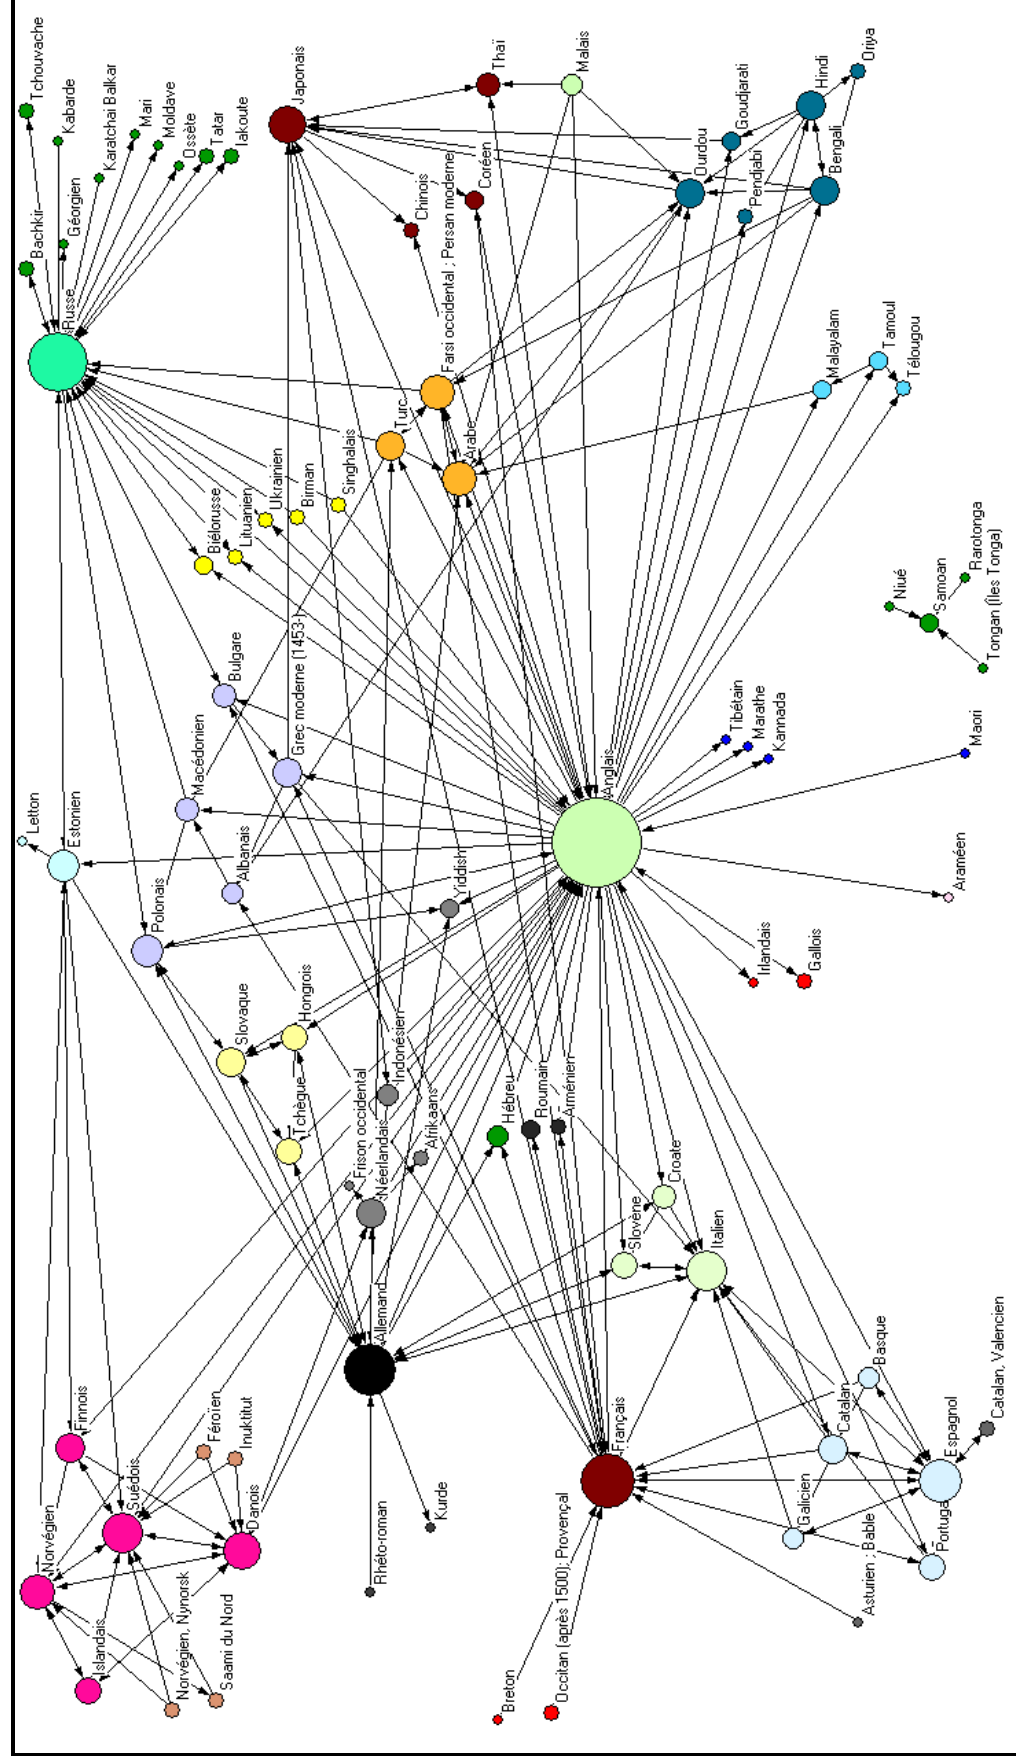 Tchouvache
Kabarde
Karatchaï Balkar
Mari
Moldave
Ossète
Tatar
Iakoute
Bachkir
Géorgien
Russe
Japonais
Thaï
Malais
Chinois
Coréen
Farsi occidental ; Persan moderne
Ourdou
Goudjrati
Pendjabi
Hindi
Oriya
Bengali
Turc
Arabe
Malayalam
Tamoul
Télougou
Biélorusse
Lituanien
Ukrainien
Birman
Singhalais
Bulgare
Grec moderne (1453-)
Macédonien
Albanais
Letton
Estonien
Polonais
Yiddish
Anglais
Niué
Samoan
Rarotonga
Tongan (Îles Tonga)
Tibétain
Marathe
Kannada
Maori
Araméen
Irlandais
Gallois
Slovaque
Hongrois
Tchèque
Indonésien
Frison occidental
Néerlandais
Afrikaans
Hébreu
Roumain
Arménien
Croate
Slovène
Italien
Allemand
Finnois
Féroïen
Inuktitut
Suédois
Danois
Norvégien
Islandais
Norvégien, Nynorsk
Saami du Nord
Rhéto-roman
Kurde
Français
Breton
Occitan (après 1500); Provençal
Basque
Catalan
Espagnol
Catalan, Valencien
Galicien
Portugai
Asturien ; Bable